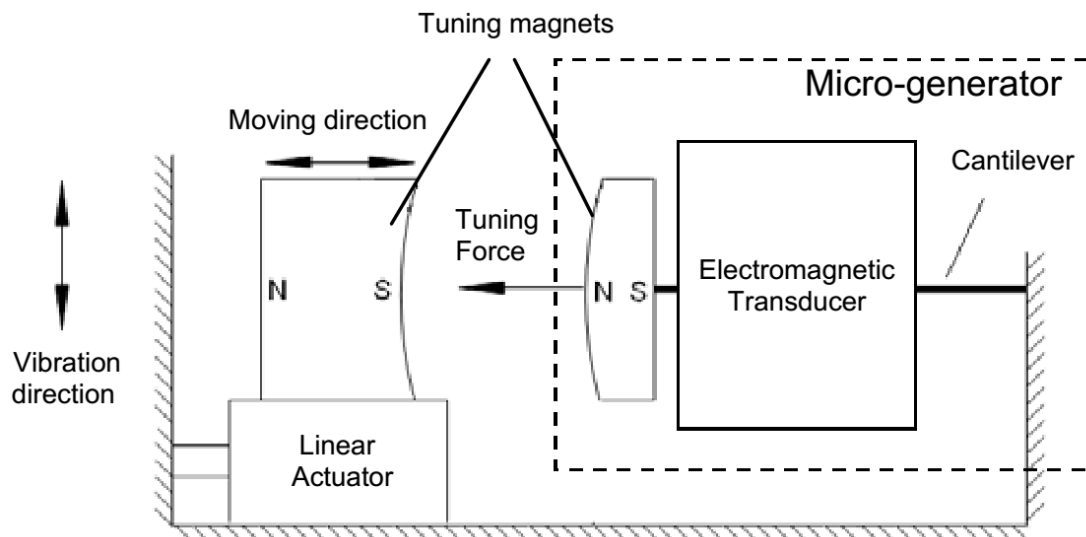 Tuning magnets
Micro-generator
Moving direction
Cantilever
Tuning
Force
N
S
N
S
Electromagnetic
Transducer
Vibration
direction
Linear
Actuator